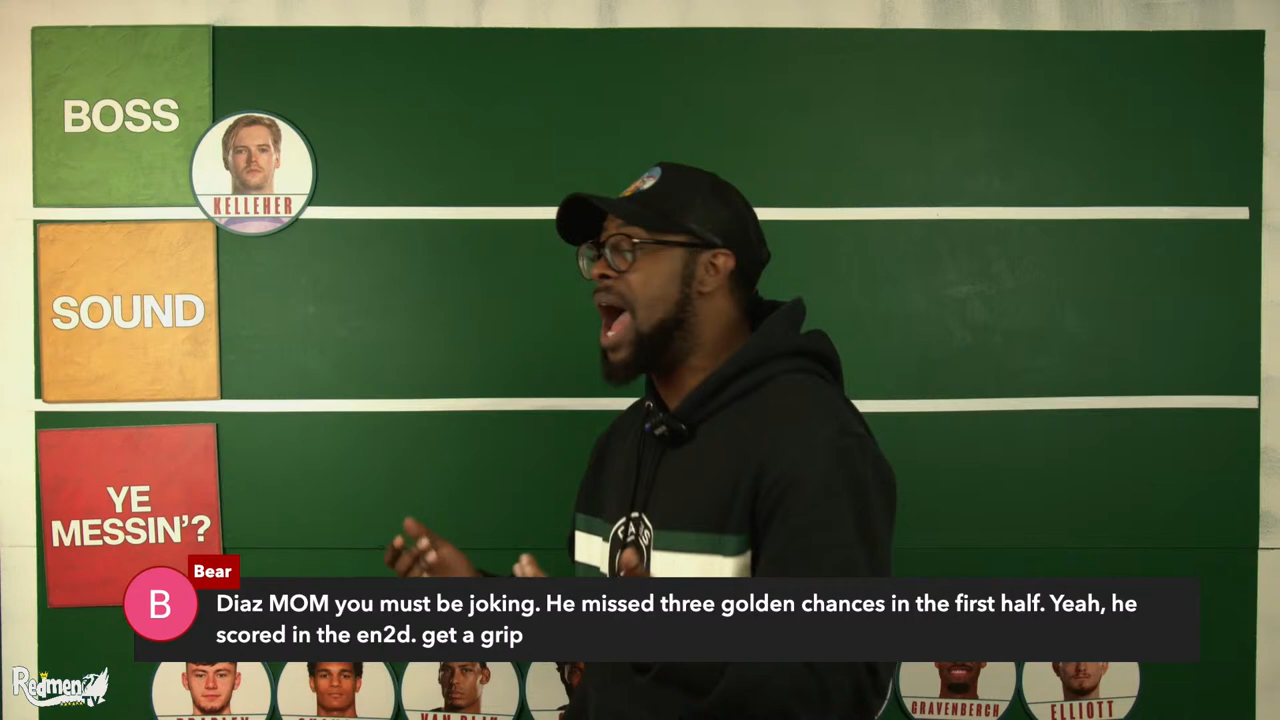 BOSS
KELLEHER
SOUND
YE
MESSIN'?
Bear
B
Diaz MOM you must be joking. He missed three golden chances in the first half. Yeah, he
scored in the en2d. get a grip
Redmen
GRAVENBERCH
ELLIOTT